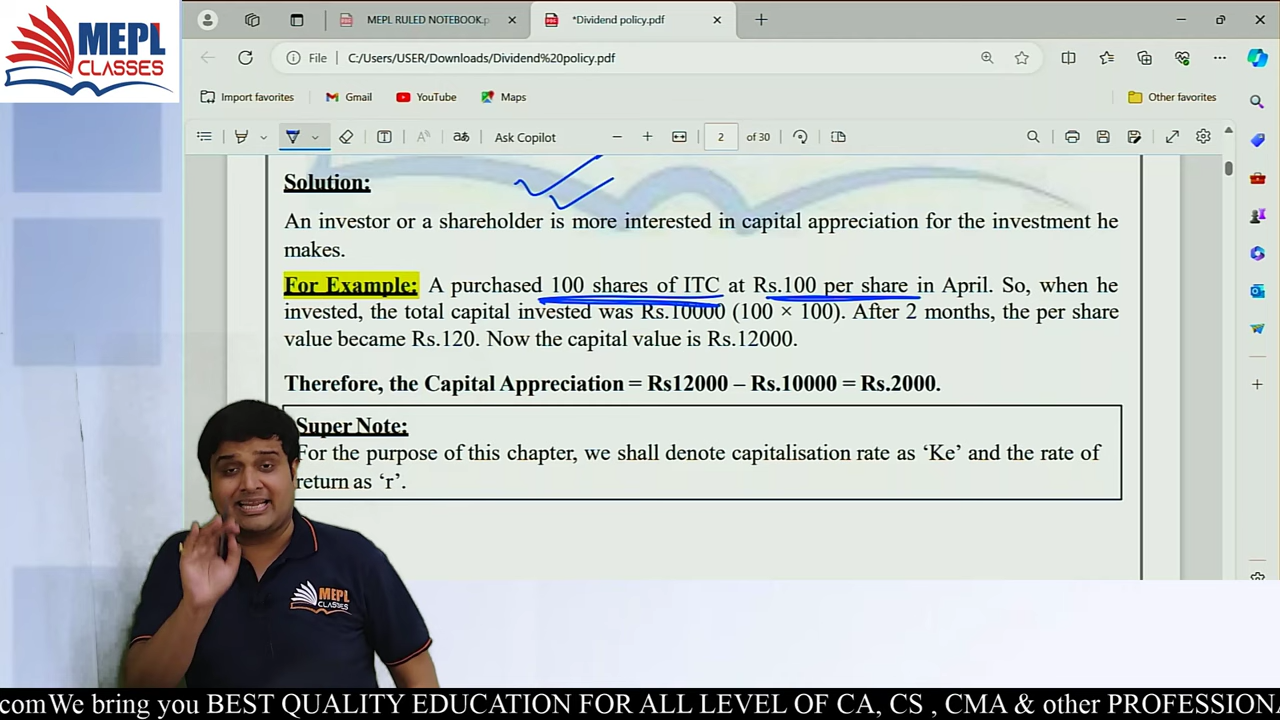 MEPL
CLASSES
MEPL RULED NOTEBOOK.p
*Dividend policy.pdf
File
C:/Users/USER/Downloads/Dividend%20policy.pdf
Import favorites
Gmail
YouTube
Maps
Other favorites
Ask Copilot
2
of 30
Solution:
An investor or a shareholder is more interested in capital appreciation for the investment he
makes.
For Example: A purchased 100 shares of ITC at Rs.100 per share in April. So, when he
invested, the total capital invested was Rs.10000 (100 × 100). After 2 months, the per share
value became Rs.120. Now the capital value is Rs.12000.
Therefore, the Capital Appreciation = Rs12000 – Rs.10000 = Rs.2000.
Super Note:
For the purpose of this chapter, we shall denote capitalisation rate as ‘Ke’ and the rate of
return as ‘r’.
MEPL
CLASSES
comWe bring you BEST QUALITY EDUCATION FOR ALL LEVEL OF CA, CS , CMA & other PROFESSIONA